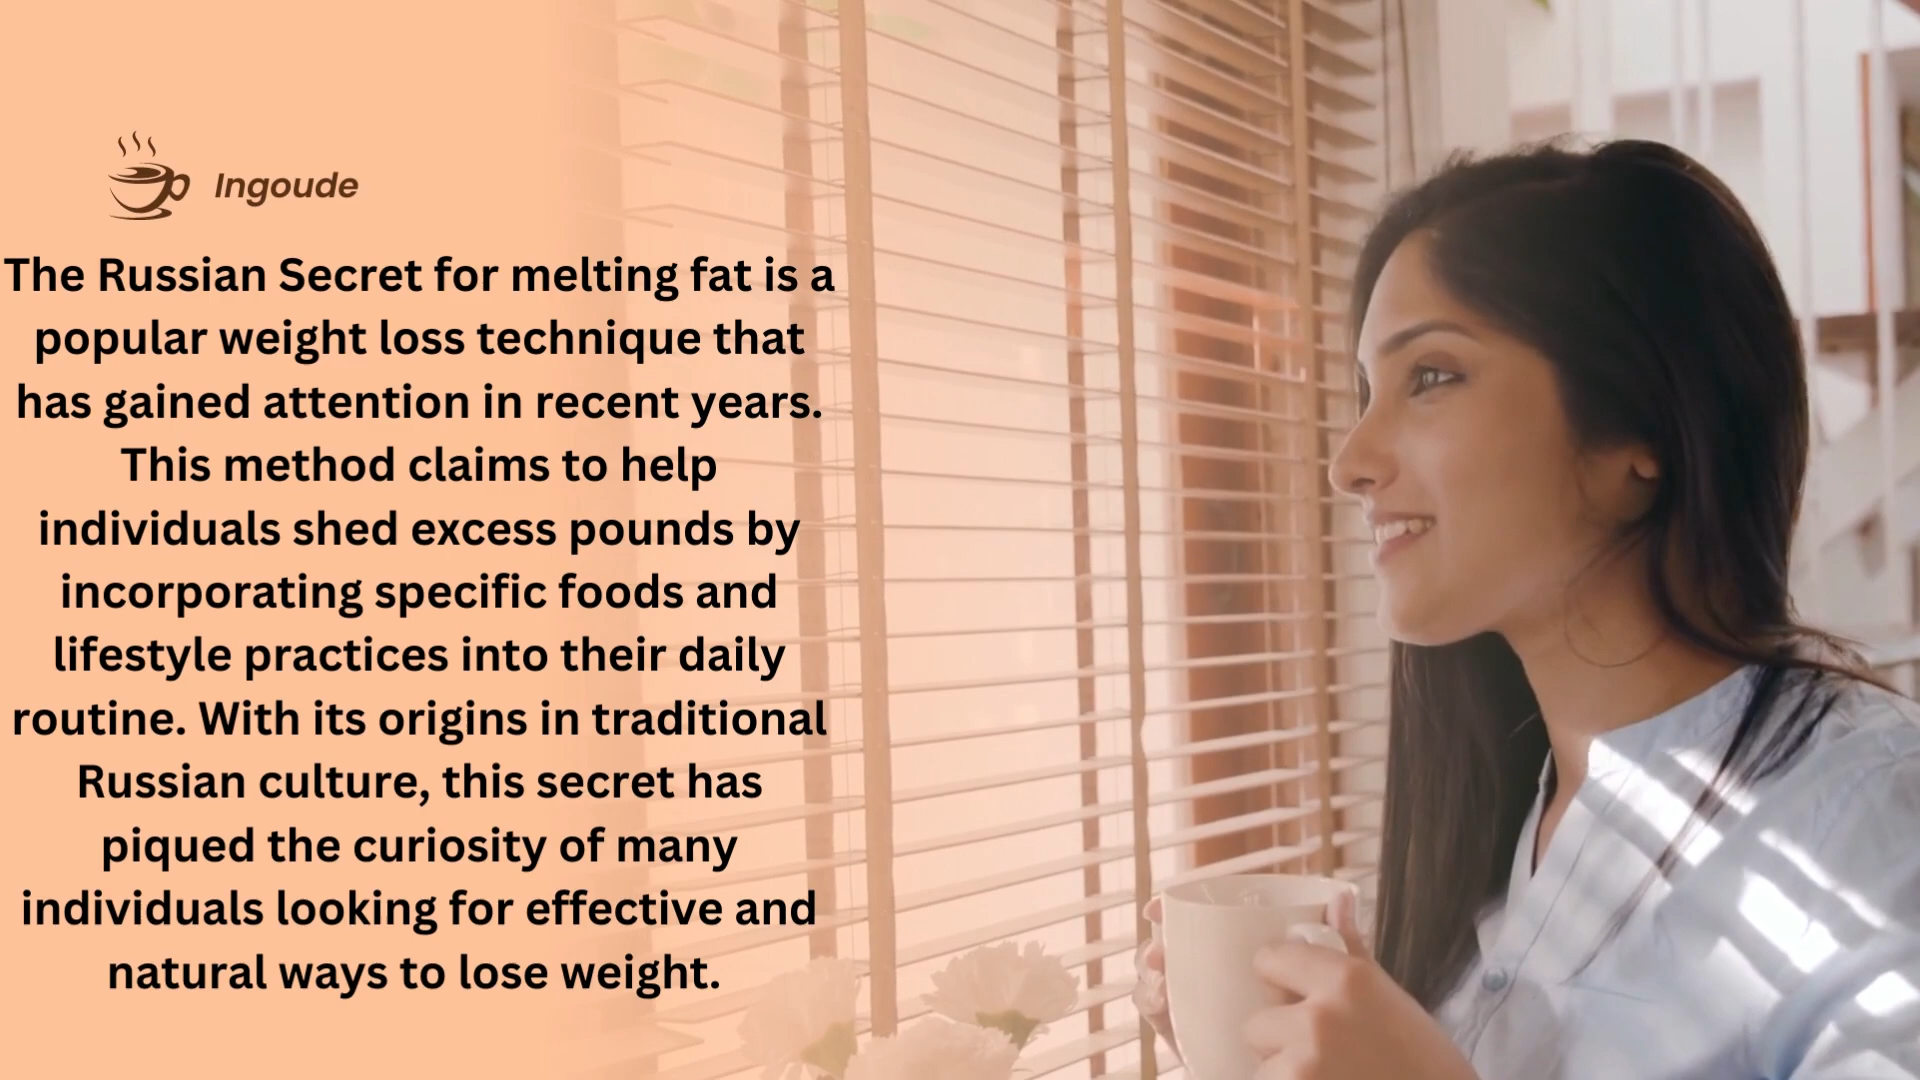 Ingoude
The Russian Secret for melting fat is a
popular weight loss technique that
has gained attention in recent years.
This method claims to help
individuals shed excess pounds by
incorporating specific foods and
lifestyle practices into their daily
routine. With its origins in traditional
Russian culture, this secret has
piqued the curiosity of many
individuals looking for effective and
natural ways to lose weight.